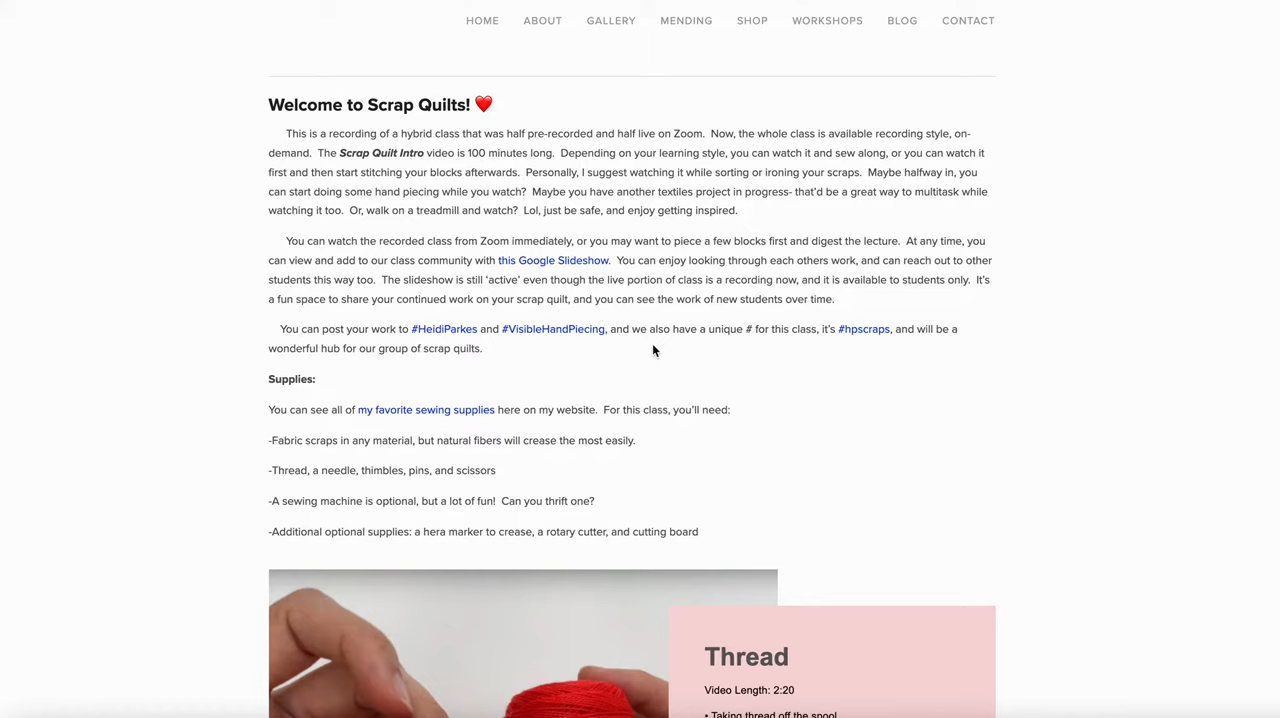 HOME ABOUT GALLERY MENDING SHOP WORKSHOPS BLOG CONTACT
Welcome to Scrap Quilts! ❤️
This is a recording of a hybrid class that was half pre-recorded and half live on Zoom. Now, the whole class is available recording style, on-
demand. The Scrap Quilt Intro video is 100 minutes long. Depending on your learning style, you can watch it and sew along, or you can watch it
first and then start stitching your blocks afterwards. Personally, I suggest watching it while sorting or ironing your scraps. Maybe halfway in, you
can start doing some hand piecing while you watch? Maybe you have another textiles project in progress- that'd be a great way to multitask while
watching it too. Or, walk on a treadmill and watch? Lol, just be safe, and enjoy getting inspired.
You can watch the recorded class from Zoom immediately, or you may want to piece a few blocks first and digest the lecture. At any time, you
can view and add to our class community with this Google Slideshow. You can enjoy looking through each others work, and can reach out to other
students this way too. The slideshow is still 'active' even though the live portion of class is a recording now, and it is available to students only. It's
a fun space to share your continued work on your scrap quilt, and you can see the work of new students over time.
You can post your work to #HeidiParkes and #VisibleHandPiecing, and we also have a unique # for this class, it's #hpscraps, and will be a
wonderful hub for our group of scrap quilts.
Supplies:
You can see all of my favorite sewing supplies here on my website. For this class, you'll need:
-Fabric scraps in any material, but natural fibers will crease the most easily.
-Thread, a needle, thimbles, pins, and scissors
-A sewing machine is optional, but a lot of fun! Can you thrift one?
-Additional optional supplies: a hera marker to crease, a rotary cutter, and cutting board
Thread
Video Length: 2:20
• Taking thread off the spool